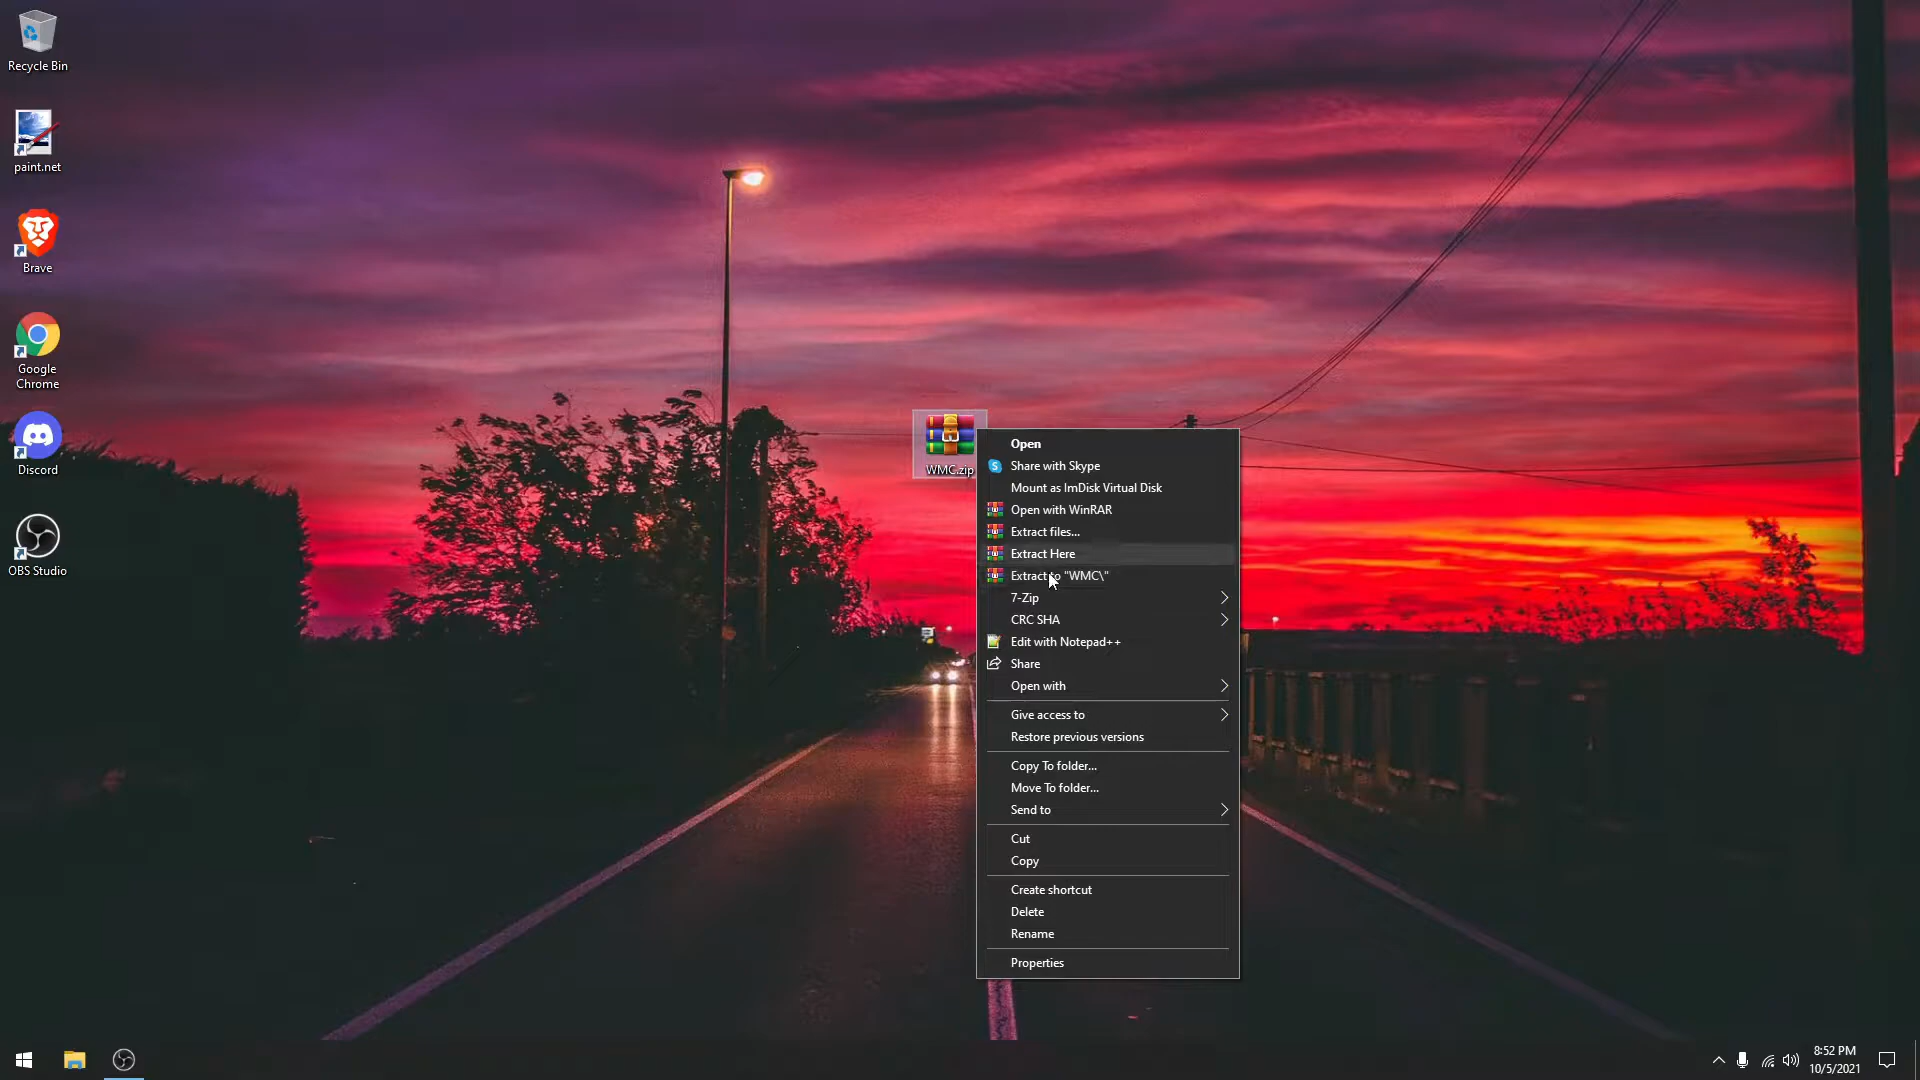 Recycle Bin
paint.net
Brave
Google
Chrome
Discord
OBS Studio
WMC.zip
Open
Share with Skype
Mount as ImDisk Virtual Disk
Open with WinRAR
Extract files...
Extract Here
Extract to "WMC\"
7-Zip
CRC SHA
Edit with Notepad++
Share
Open with
Give access to
Restore previous versions
Copy To folder...
Move To folder...
Send to
Cut
Copy
Create shortcut
Delete
Rename
Properties
8:52 PM
10/5/2021